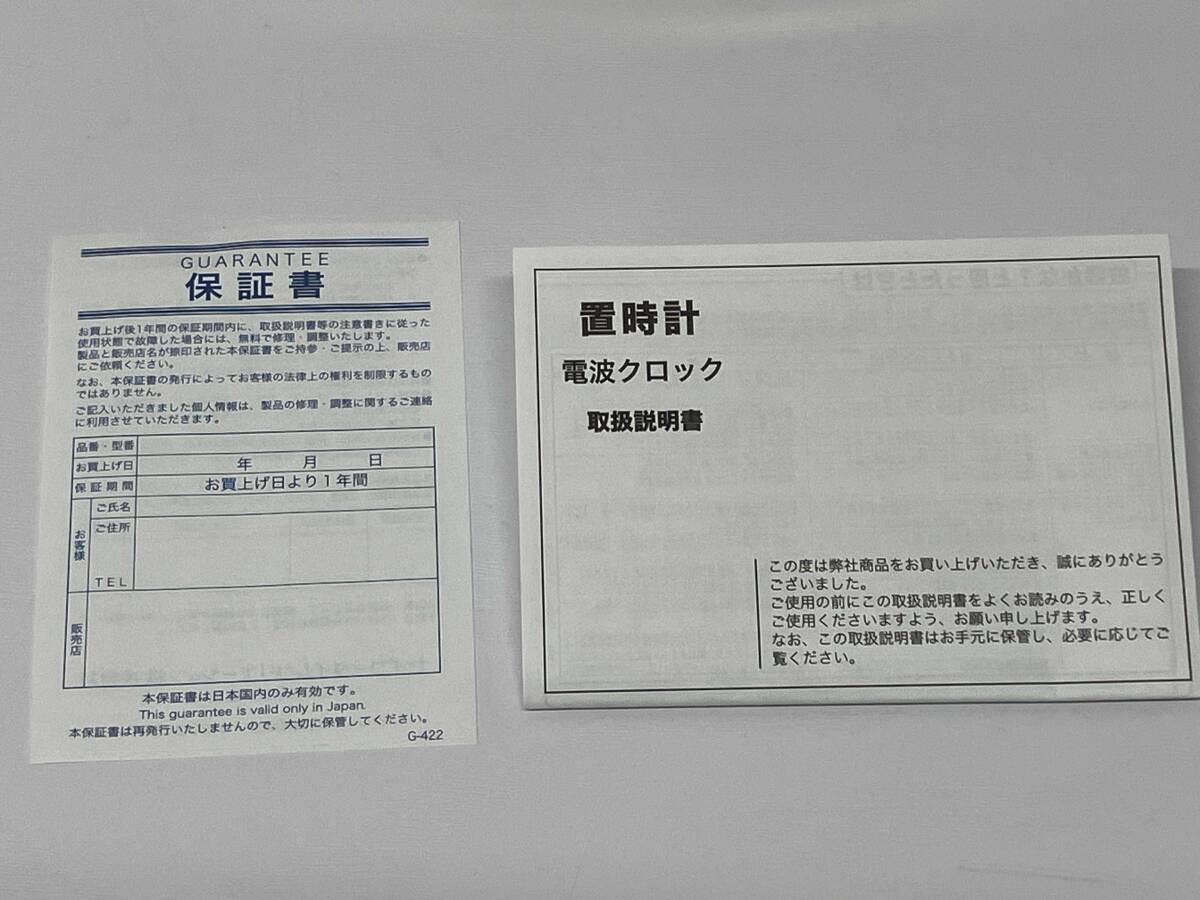 GUARANTEE
保証書
お買上げ後1年間の保証期間内に、取扱説明書等の注意書きに従った
使用状態で故障した場合には、無料で修理・調整いたします。
製品と販売店名が捺印された本保証書をご持参・ご提示の上、販売店
にご依頼ください。
なお、本保証書の発行によってお客様の法律上の権利を制限するもの
ではありません。
ご記入いただきました個人情報は、製品の修理・調整に関するご連絡
に利用させていただきます。
品番・型番
お買上げ日 年 月 日
保証期間 お買上げ日より1年間
お客様
ご氏名
ご住所
TEL
販売店
本保証書は日本国内のみ有効です。
This guarantee is valid only in Japan.
本保証書は再発行いたしませんので、大切に保管してください。
G-422
置時計
電波クロック
取扱説明書
この度は弊社商品をお買い上げいただき、誠にありがとう
ございました。
ご使用の前にこの取扱説明書をよくお読みのうえ、正しく
ご使用くださいますよう、お願い申し上げます。
なお、この取扱説明書はお手元に保管し、必要に応じてご
覧ください。